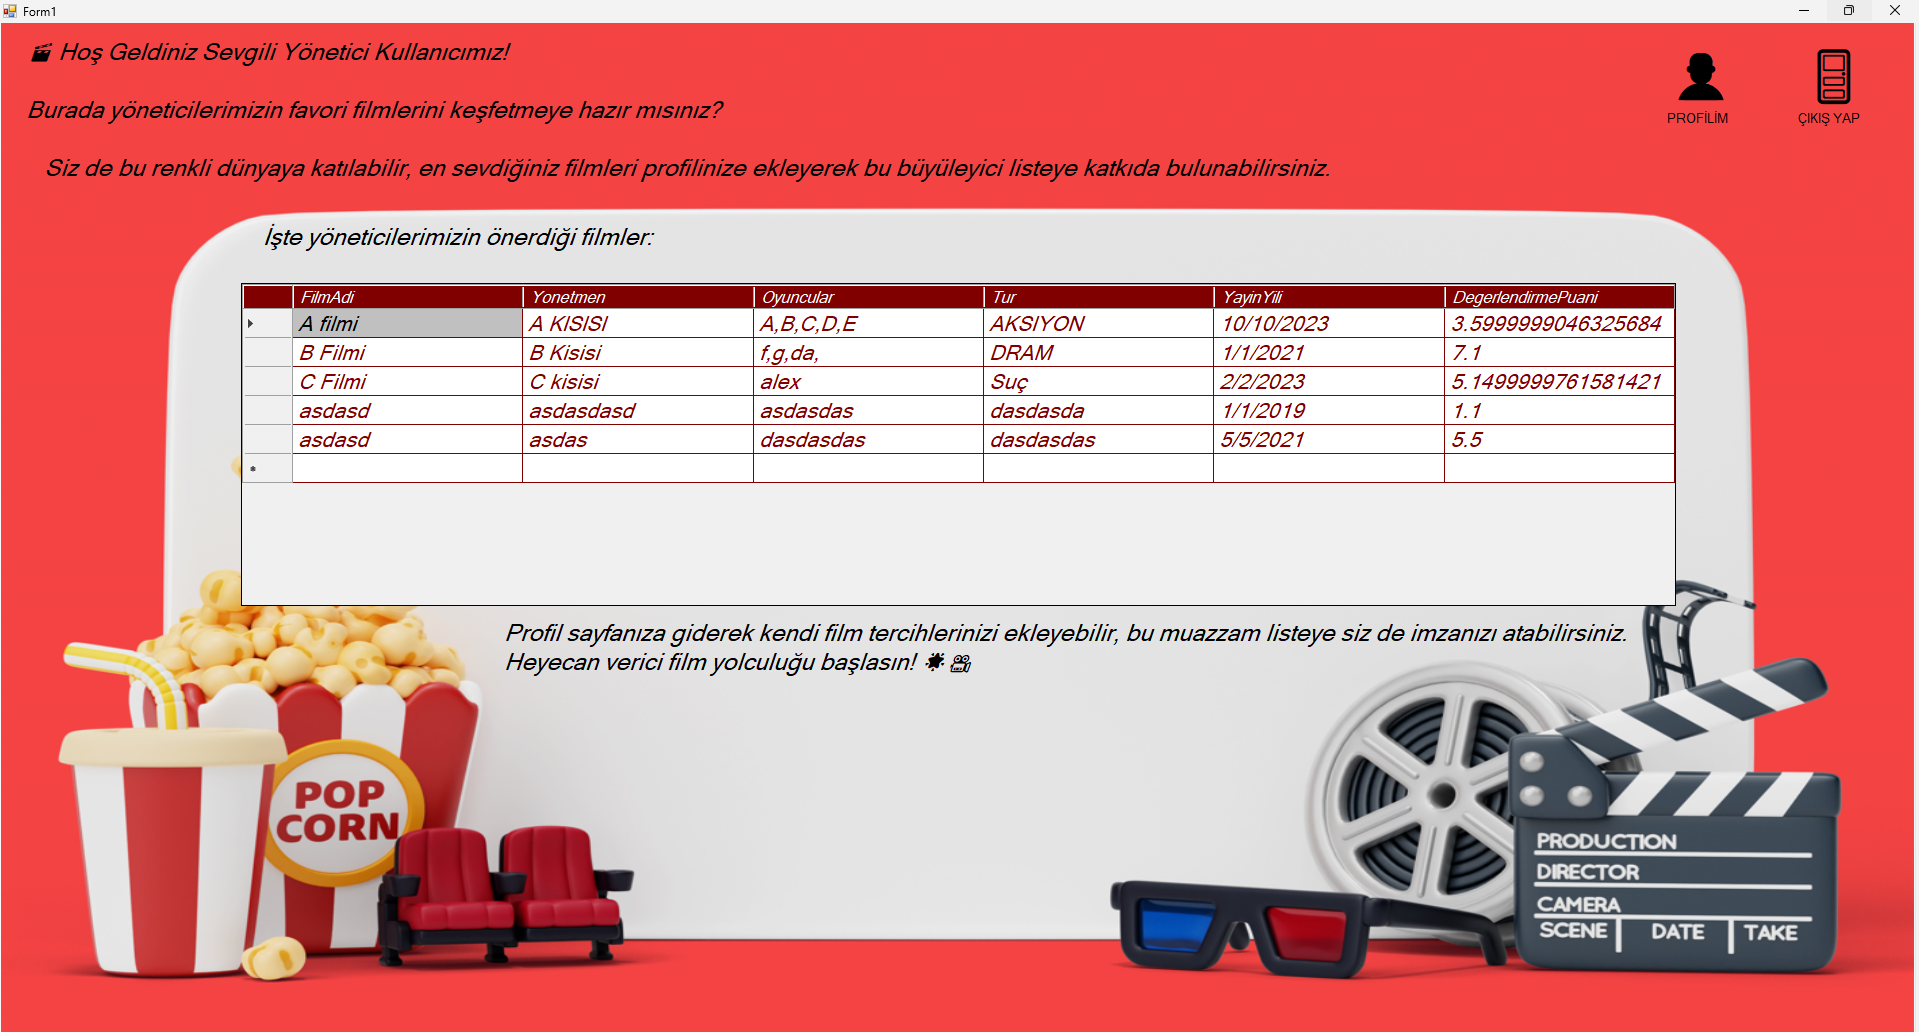 Form1
Hoş Geldiniz Sevgili Yönetici Kullanıcımız!
Burada yöneticilerimizin favori filmlerini keşfetmeye hazır mısınız?
PROFİLİM
ÇIKIŞ YAP
Siz de bu renkli dünyaya katılabilir, en sevdiğiniz filmleri profilinize ekleyerek bu büyüleyici listeye katkıda bulunabilirsiniz.
İşte yöneticilerimizin önerdiği filmler:
FilmAdi Yonetmen Oyuncular Tur YayinYili DegerlendirmePuani
A filmi A KISISI A,B,C,D,E AKSIYON 10/10/2023 3.5999999046325684
B Filmi B Kisisi f,g,da, DRAM 1/1/2021 7.1
C Filmi C kisisi alex Suç 2/2/2023 5.1499999761581421
asdasd asdasdasd asdasdas dasdasda 1/1/2019 1.1
asdasd asdas dasdasdas dasdasdas 5/5/2021 5.5
Profil sayfanıza giderek kendi film tercihlerinizi ekleyebilir, bu muazzam listeye siz de imzanızı atabilirsiniz.
Heyecan verici film yolculuğu başlasın!
POP
CORN
PRODUCTION
DIRECTOR
CAMERA
SCENE DATE TAKE